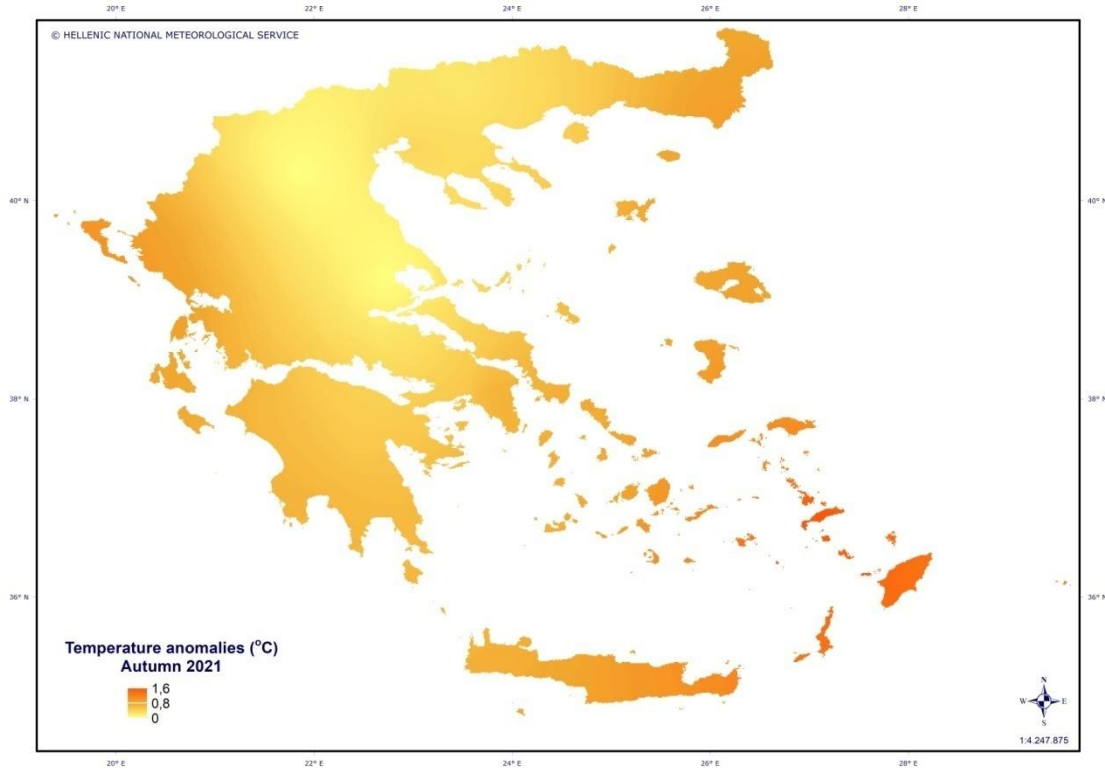 20° E 22° E 24° E 26° E 28° E
© HELLENIC NATIONAL METEOROLOGICAL SERVICE
40° N 40° N
38° N 38° N
36° N 36° N
Temperature anomalies (°C)
Autumn 2021
1,6
0,8
0
N
W E
S
1:4.247.875
20° E 22° E 24° E 26° E 28° E